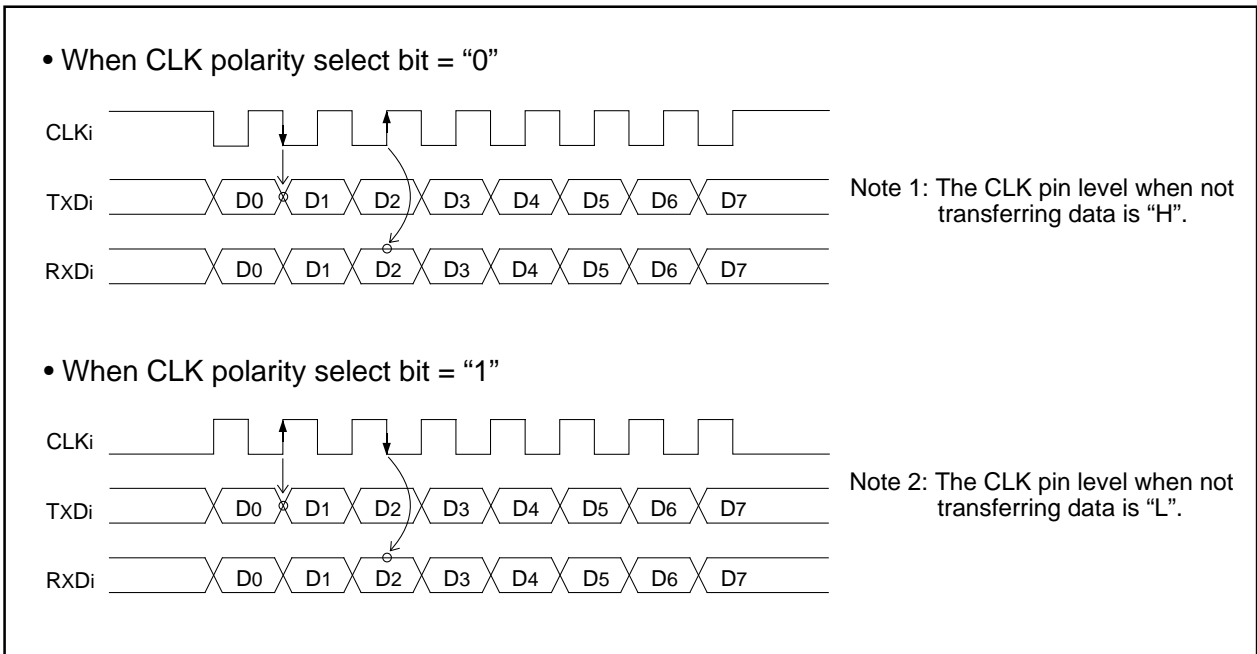 • When CLK polarity select bit = “0”
CLKi
TXDi D0 D1 D2 D3 D4 D5 D6 D7
Note 1: The CLK pin level when not
transferring data is “H”.
RXDi D0 D1 D2 D3 D4 D5 D6 D7
• When CLK polarity select bit = “1”
CLKi
TXDi D0 D1 D2 D3 D4 D5 D6 D7
Note 2: The CLK pin level when not
transferring data is “L”.
RXDi D0 D1 D2 D3 D4 D5 D6 D7